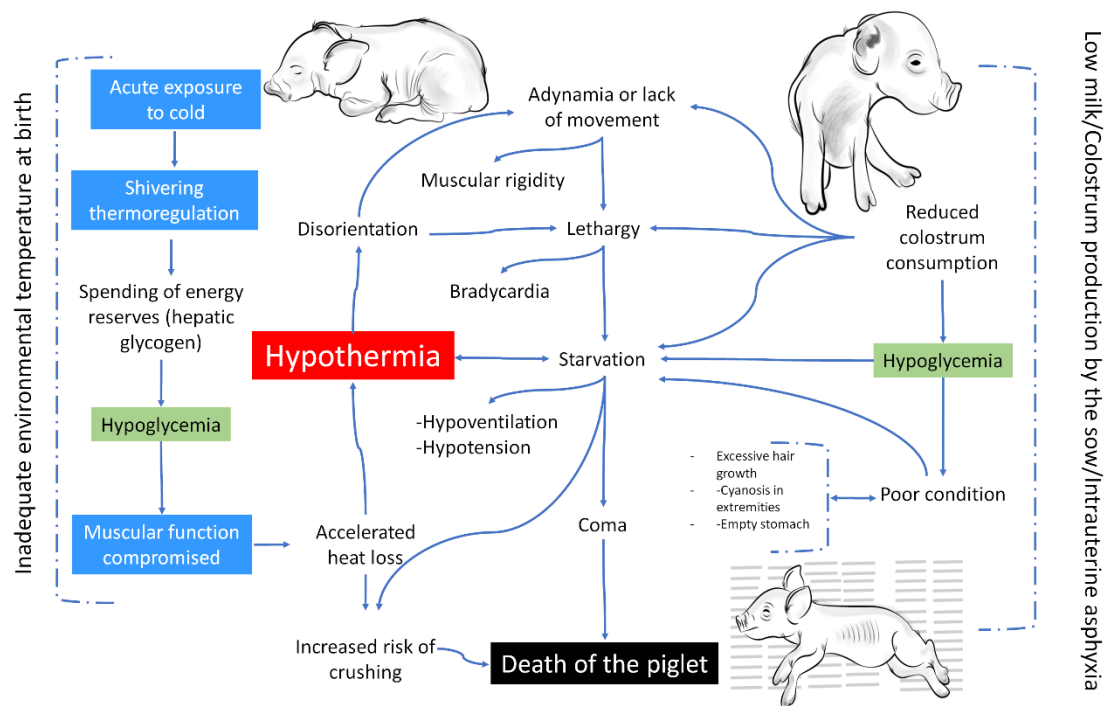 Inadequate environmental temperature at birth
Acute exposure
to cold
Shivering
thermoregulation
Spending of energy
reserves (hepatic
glycogen)
Hypoglycemia
Muscular function
compromised
Adynamia or lack
of movement
Muscular rigidity
Disorientation
Lethargy
Bradycardia
Hypothermia
Starvation
-Hypoventilation
-Hypotension
Accelerated
heat loss
Coma
Increased risk of
crushing
Death of the piglet
Reduced
colostrum
consumption
Hypoglycemia
- Excessive hair
growth
- -Cyanosis in
extremities
- -Empty stomach
Poor condition
Low milk/Colostrum production by the sow/Intrauterine asphyxia